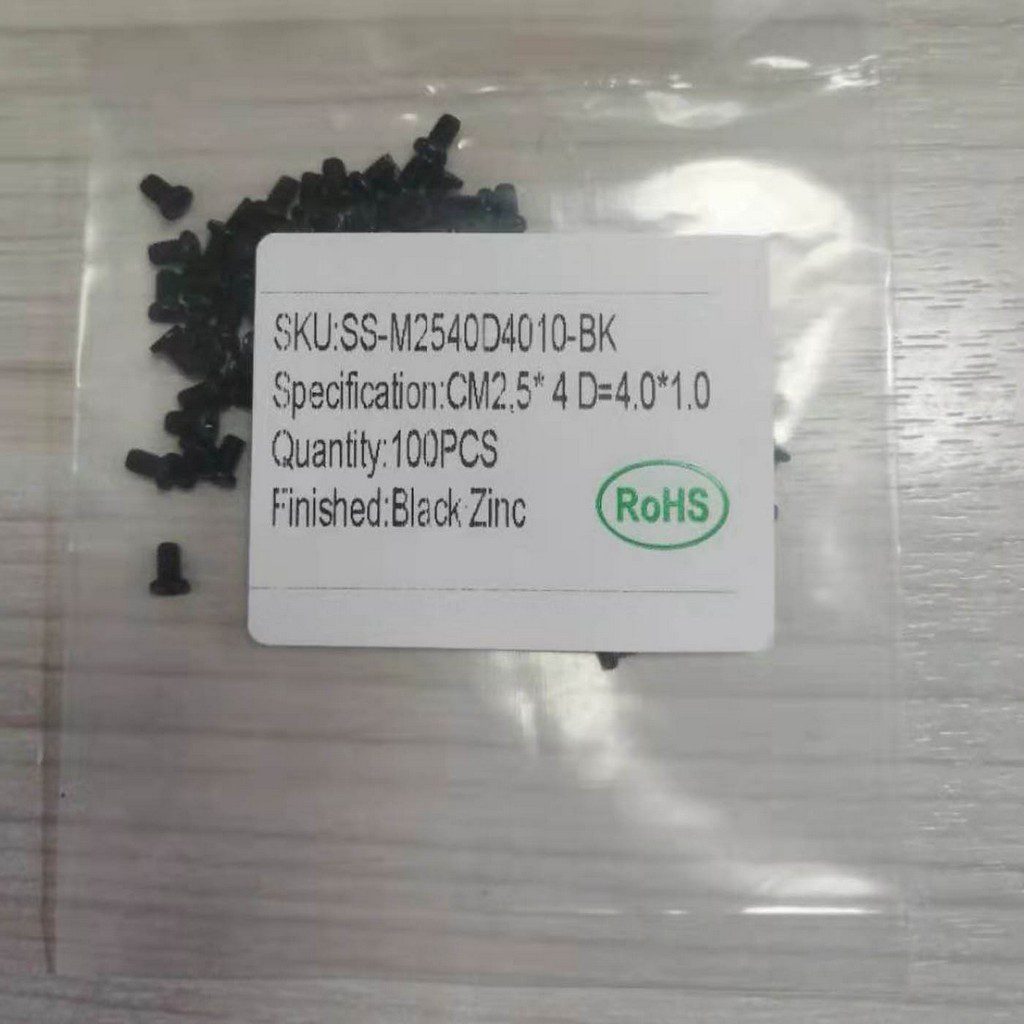 SKU:SS-M2540D4010-BK
Specification:CM2.5* 4 D=4.0*1.0
Quantity:100PCS
Finished:Black Zinc
RoHS